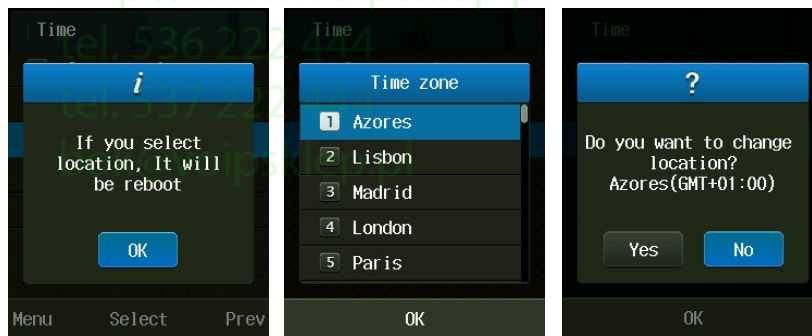 Time
i
If you select
location, It will
be reboot
OK
Menu Select Prev
Time
Time zone
1 Azores
2 Lisbon
3 Madrid
4 London
5 Paris
OK
Time
?
Do you want to change
location?
Azores(GMT+01:00)
Yes No
OK
tel. 536 222 444
tel. 537 222